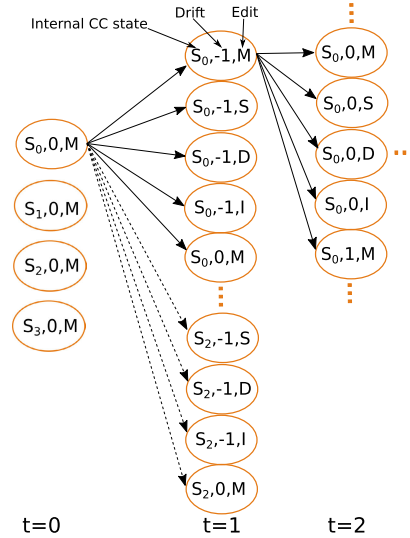 Drift
Edit
Internal CC state
S0,0,M
S1,0,M
S2,0,M
S3,0,M
S0,-1,M
S0,-1,S
S0,-1,D
S0,-1,I
S0,0,M
S2,-1,S
S2,-1,D
S2,-1,I
S2,0,M
S0,0,M
S0,0,S
S0,0,D
S0,0,I
S0,1,M
t=0
t=1
t=2